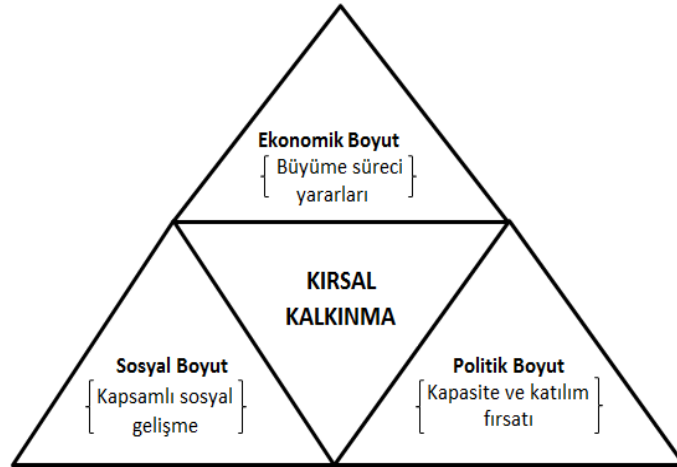 Ekonomik Boyut
Büyüme süreci
yararları
KIRSAL
KALKINMA
Sosyal Boyut
Kapsamlı sosyal
gelişme
Politik Boyut
Kapasite ve katılım
fırsatı